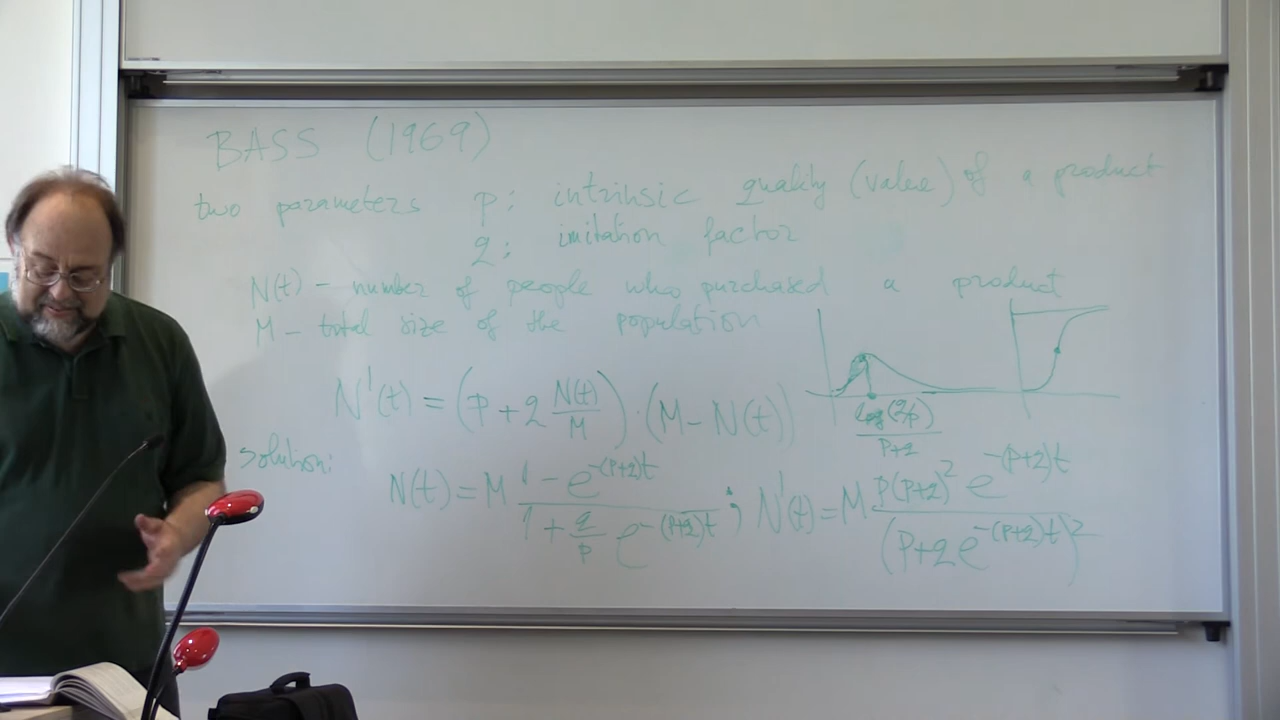 BASS (1969)
two parameters p: intrinsic quality (value) of a product
q: imitation factor
N(t) – number of people who purchased a product
M – total size of the population
N'(t) = (p + q N(t)/M) · (M – N(t))
log(q/p)/(p+q)
solution:
N(t) = M (1 – e^{-(p+q)t})/(1 + q/p e^{-(p+q)t}) ; N'(t) = M p(p+q)² e^{-(p+q)t}/(p+q e^{-(p+q)t})²